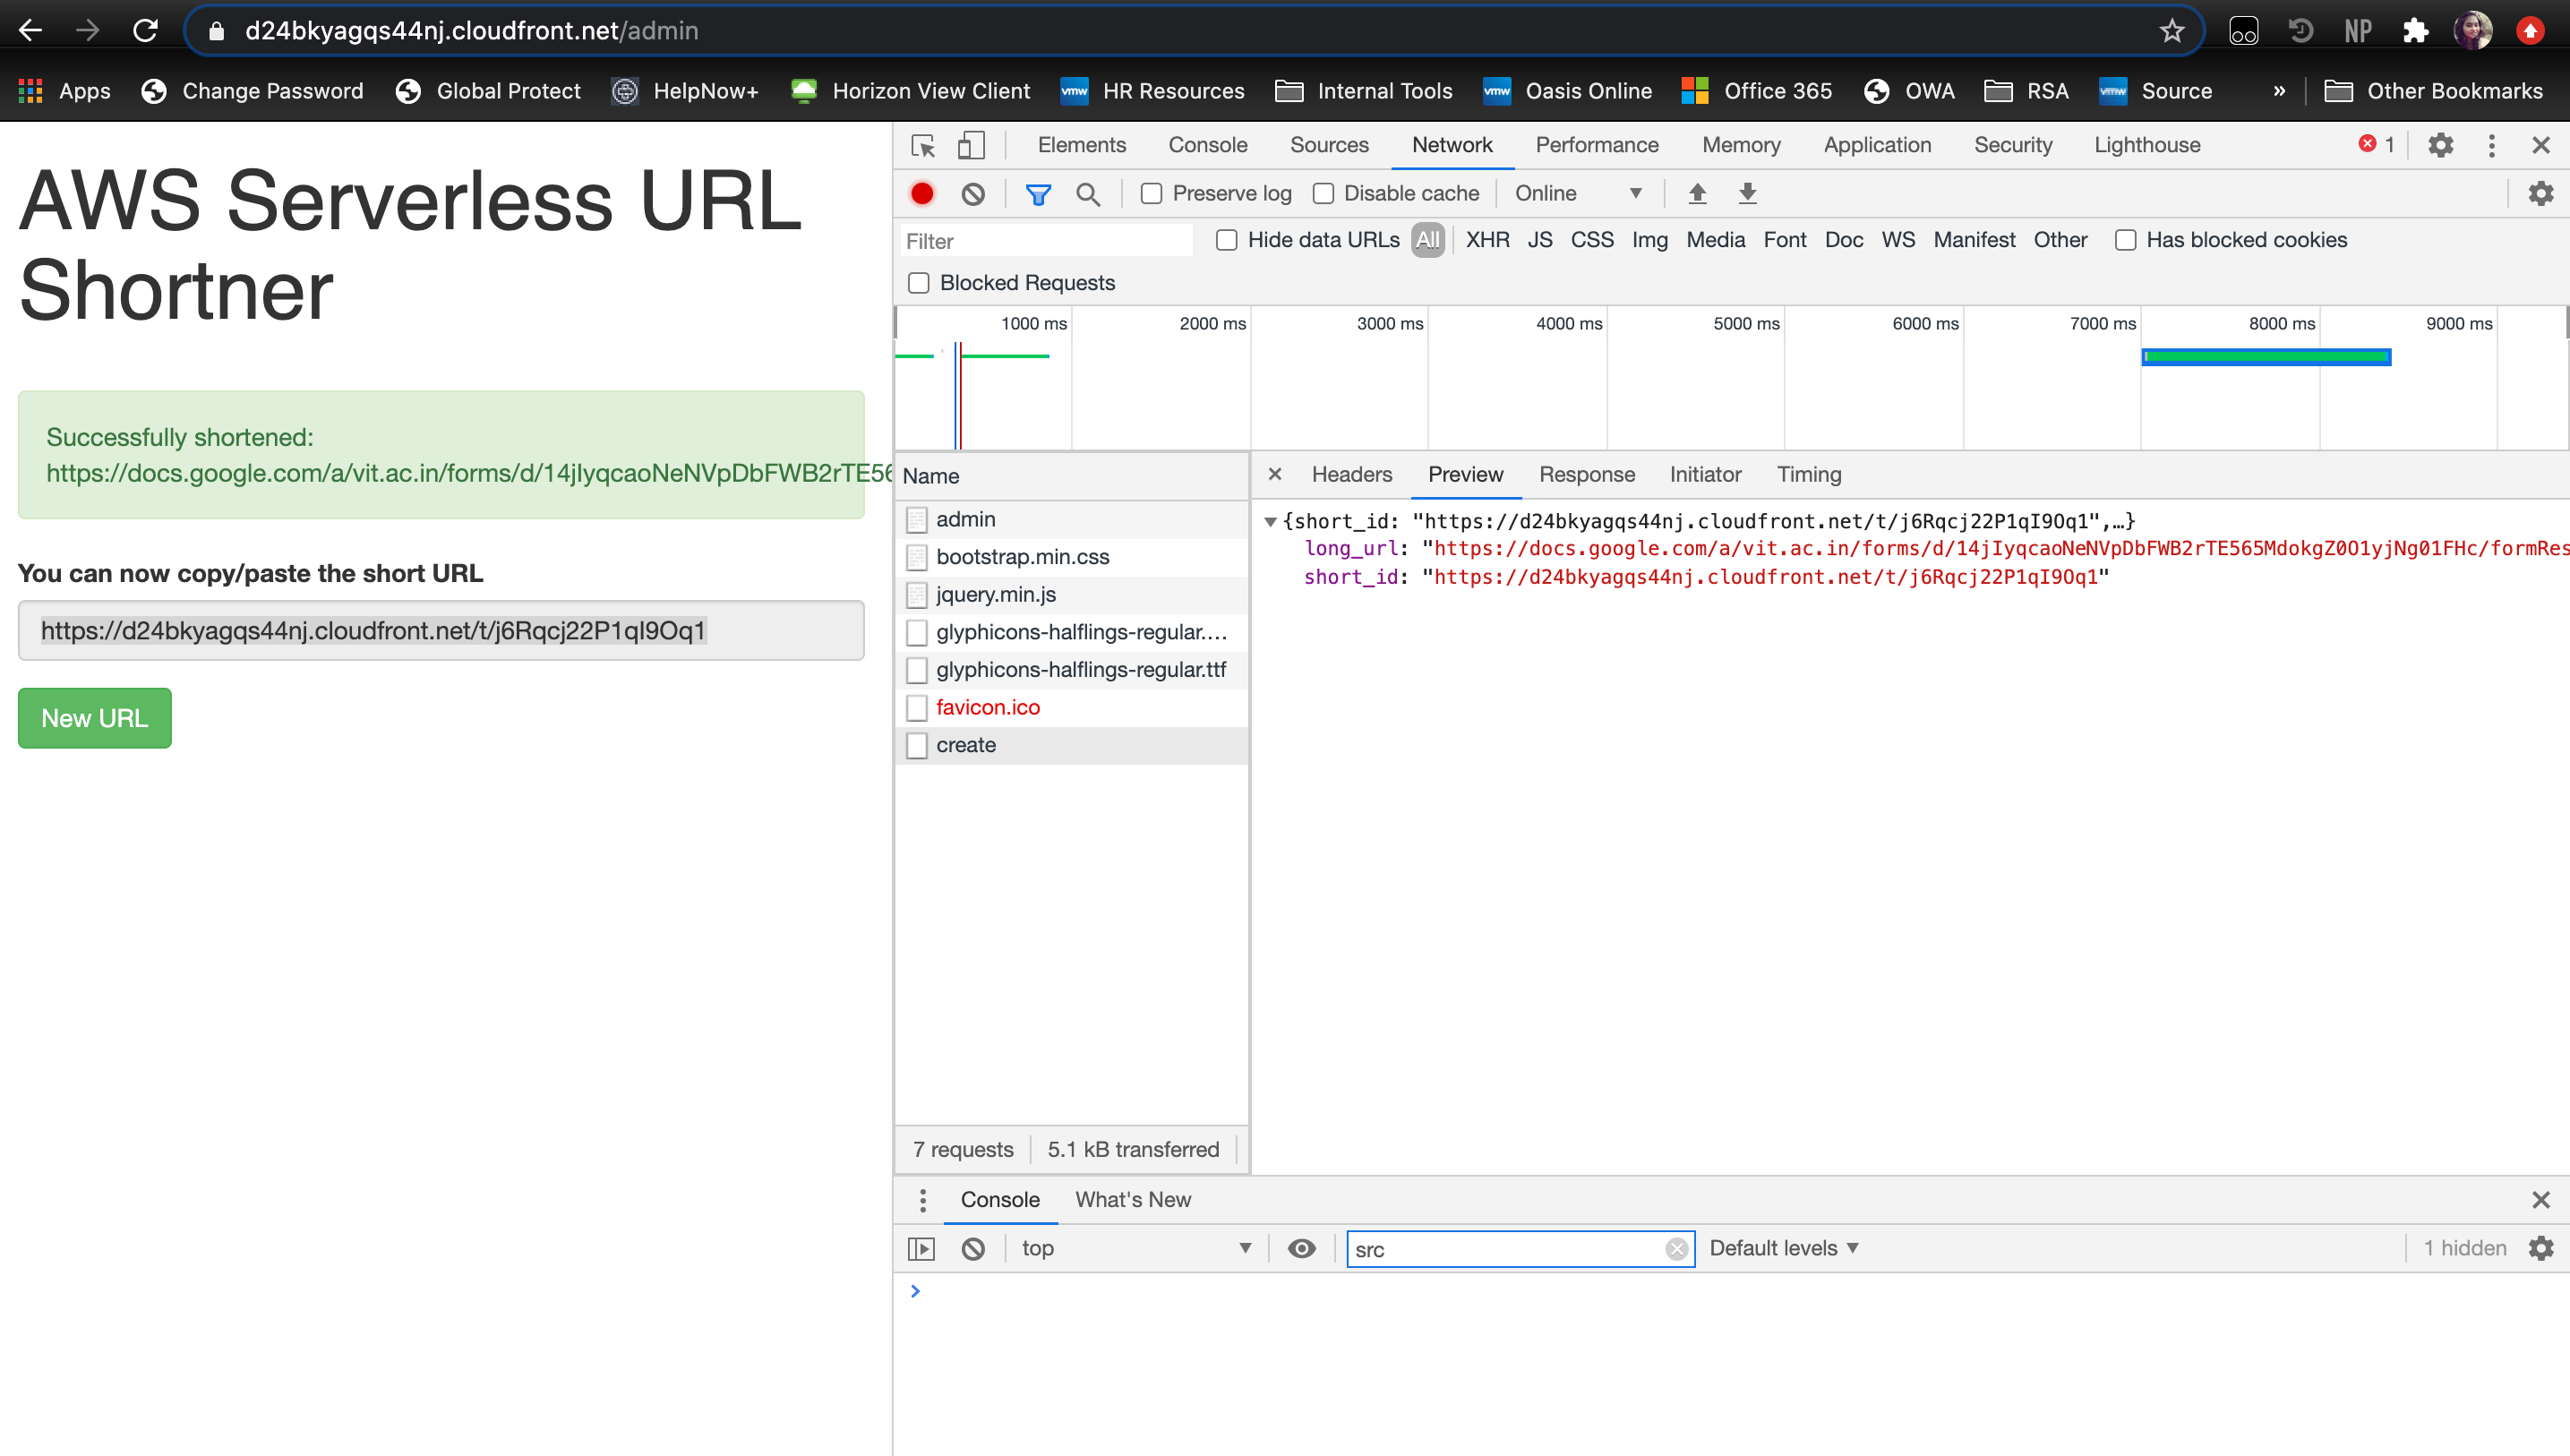 d24bkyagqs44nj.cloudfront.net/admin
NP
Apps Change Password Global Protect HelpNow+ Horizon View Client vmw HR Resources Internal Tools vmw Oasis Online Office 365 OWA RSA vmw Source » Other Bookmarks
AWS Serverless URL
Shortner
Successfully shortened:
https://docs.google.com/a/vit.ac.in/forms/d/14jIyqcaoNeNVpDbFWB2rTE56
You can now copy/paste the short URL
https://d24bkyagqs44nj.cloudfront.net/t/j6Rqcj22P1qI9Oq1
New URL
Elements Console Sources Network Performance Memory Application Security Lighthouse 1
Preserve log Disable cache Online
Filter Hide data URLs All XHR JS CSS Img Media Font Doc WS Manifest Other Has blocked cookies
Blocked Requests
1000 ms 2000 ms 3000 ms 4000 ms 5000 ms 6000 ms 7000 ms 8000 ms 9000 ms
Name
admin
bootstrap.min.css
jquery.min.js
glyphicons-halflings-regular.…
glyphicons-halflings-regular.ttf
favicon.ico
create
7 requests 5.1 kB transferred
Headers Preview Response Initiator Timing
{short_id: "https://d24bkyagqs44nj.cloudfront.net/t/j6Rqcj22P1qI9Oq1",…}
long_url: "https://docs.google.com/a/vit.ac.in/forms/d/14jIyqcaoNeNVpDbFWB2rTE565MdokgZ0O1yjNg01FHc/formRes
short_id: "https://d24bkyagqs44nj.cloudfront.net/t/j6Rqcj22P1qI9Oq1"
Console What's New
top src Default levels 1 hidden